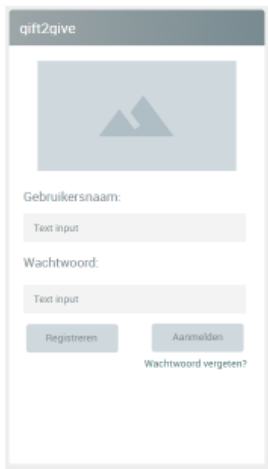 gift2give
Gebruikersnaam:
Text input
Wachtwoord:
Text input
Registreren
Aanmelden
Wachtwoord vergeten?